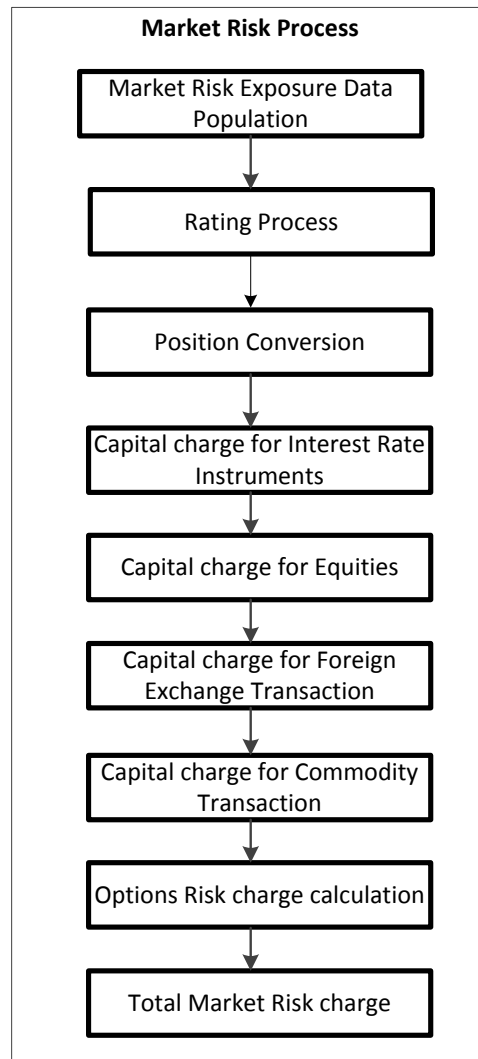 Market Risk Process
Market Risk Exposure Data
Population
Rating Process
Position Conversion
Capital charge for Interest Rate
Instruments
Capital charge for Equities
Capital charge for Foreign
Exchange Transaction
Capital charge for Commodity
Transaction
Options Risk charge calculation
Total Market Risk charge